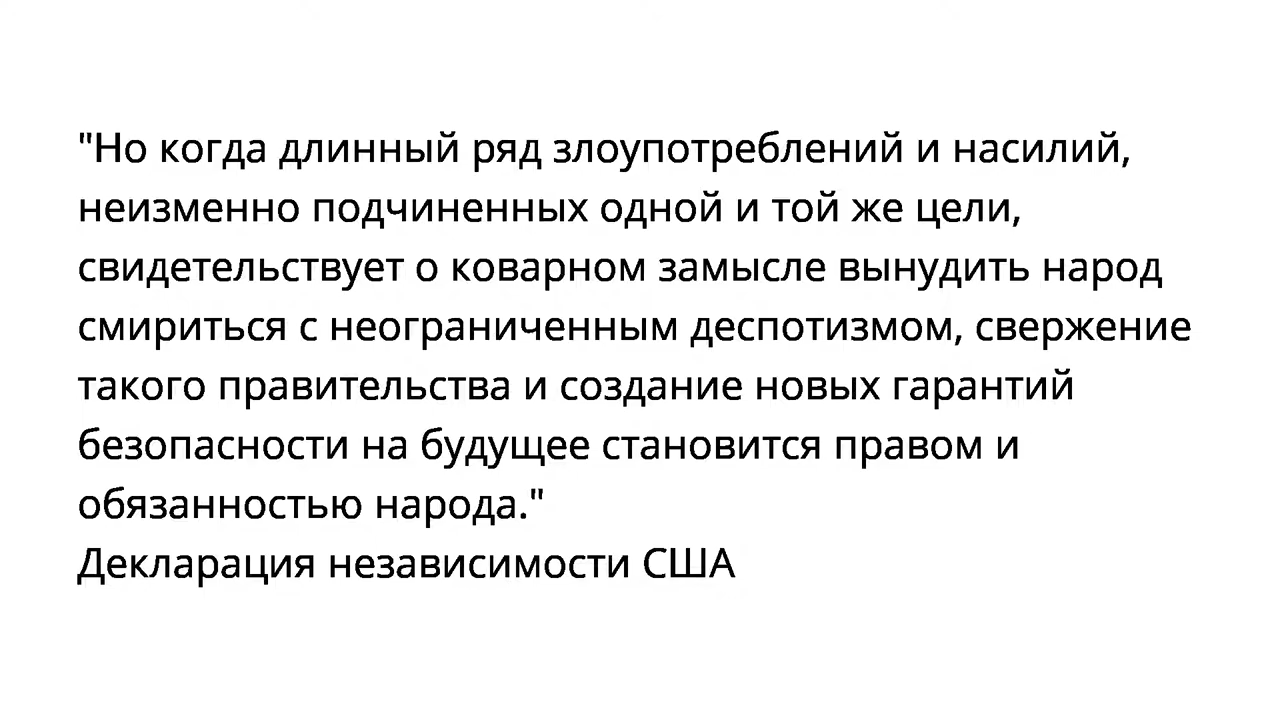 "Но когда длинный ряд злоупотреблений и насилий,
неизменно подчиненных одной и той же цели,
свидетельствует о коварном замысле вынудить народ
смириться с неограниченным деспотизмом, свержение
такого правительства и создание новых гарантий
безопасности на будущее становится правом и
обязанностью народа."
Декларация независимости США